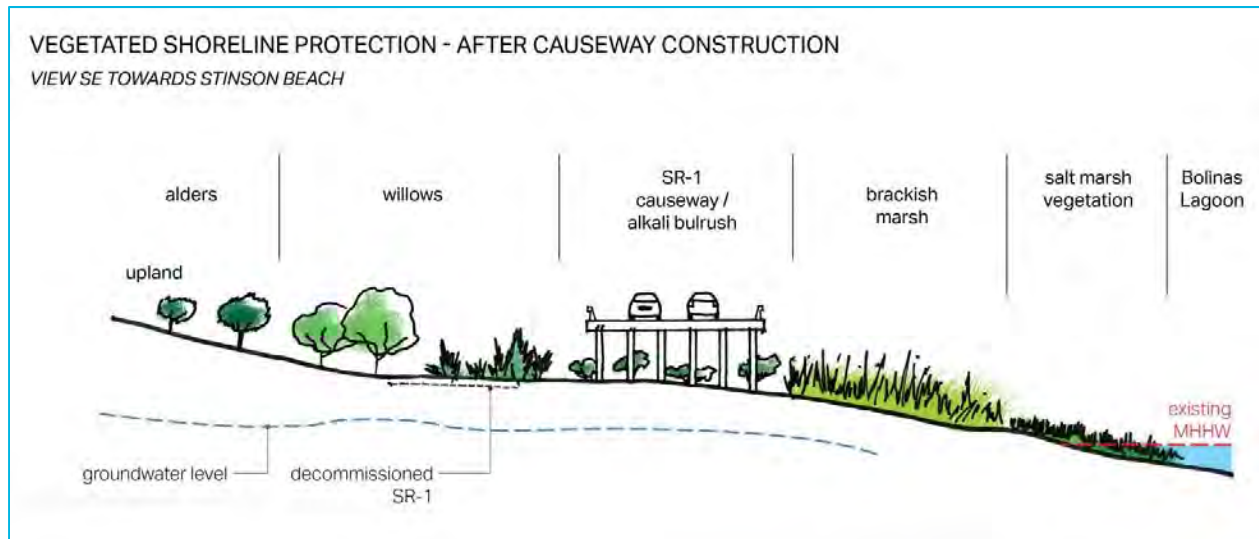 VEGETATED SHORELINE PROTECTION - AFTER CAUSEWAY CONSTRUCTION
VIEW SE TOWARDS STINSON BEACH
alders
willows
SR-1
causeway /
alkali bulrush
brackish
marsh
salt marsh
vegetation
Bolinas
Lagoon
upland
existing
MHHW
groundwater level
decommissioned
SR-1